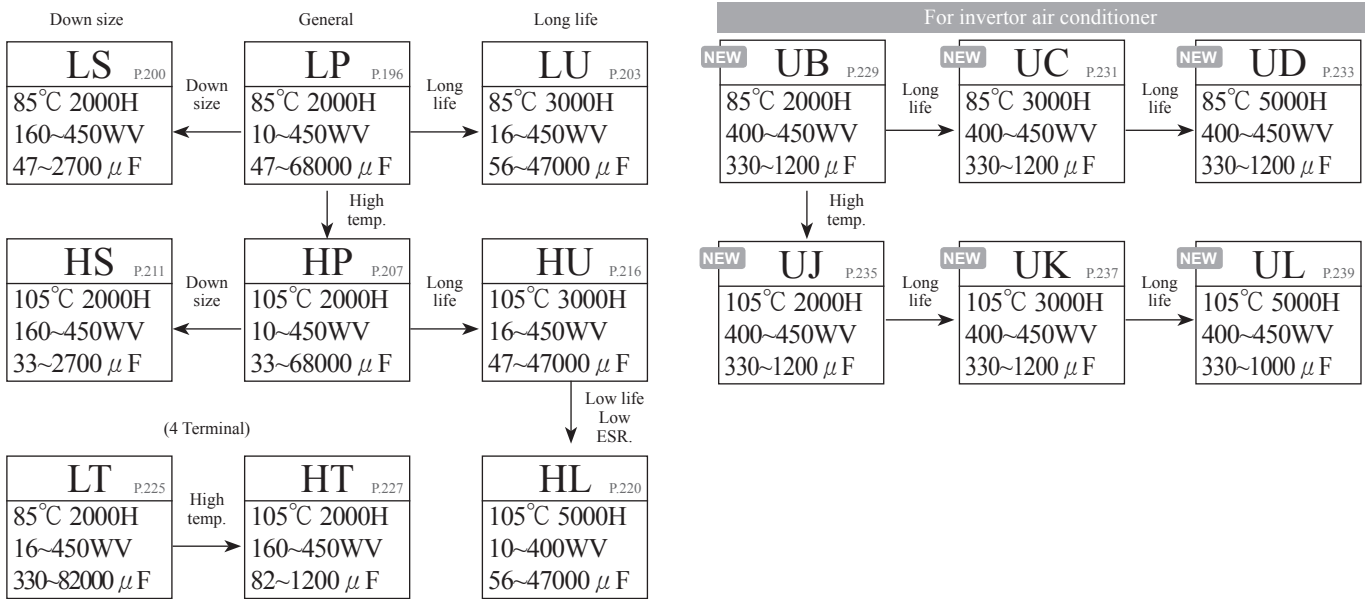 Down size
General
Long life
LS P.200
85℃ 2000H
160~450WV
47~2700 μF
Down
size
LP P.196
85℃ 2000H
10~450WV
47~68000 μF
Long
life
LU P.203
85℃ 3000H
16~450WV
56~47000 μF
High
temp.
HS P.211
105℃ 2000H
160~450WV
33~2700 μF
Down
size
HP P.207
105℃ 2000H
10~450WV
33~68000 μF
Long
life
HU P.216
105℃ 3000H
16~450WV
47~47000 μF
Low life
Low
ESR.
(4 Terminal)
LT P.225
85℃ 2000H
16~450WV
330~82000 μF
High
temp.
HT P.227
105℃ 2000H
160~450WV
82~1200 μF
HL P.220
105℃ 5000H
10~400WV
56~47000 μF
For invertor air conditioner
NEW
UB P.229
85℃ 2000H
400~450WV
330~1200 μF
Long
life
NEW
UC P.231
85℃ 3000H
400~450WV
330~1200 μF
Long
life
NEW
UD P.233
85℃ 5000H
400~450WV
330~1200 μF
High
temp.
NEW
UJ P.235
105℃ 2000H
400~450WV
330~1200 μF
Long
life
NEW
UK P.237
105℃ 3000H
400~450WV
330~1200 μF
Long
life
NEW
UL P.239
105℃ 5000H
400~450WV
330~1000 μF